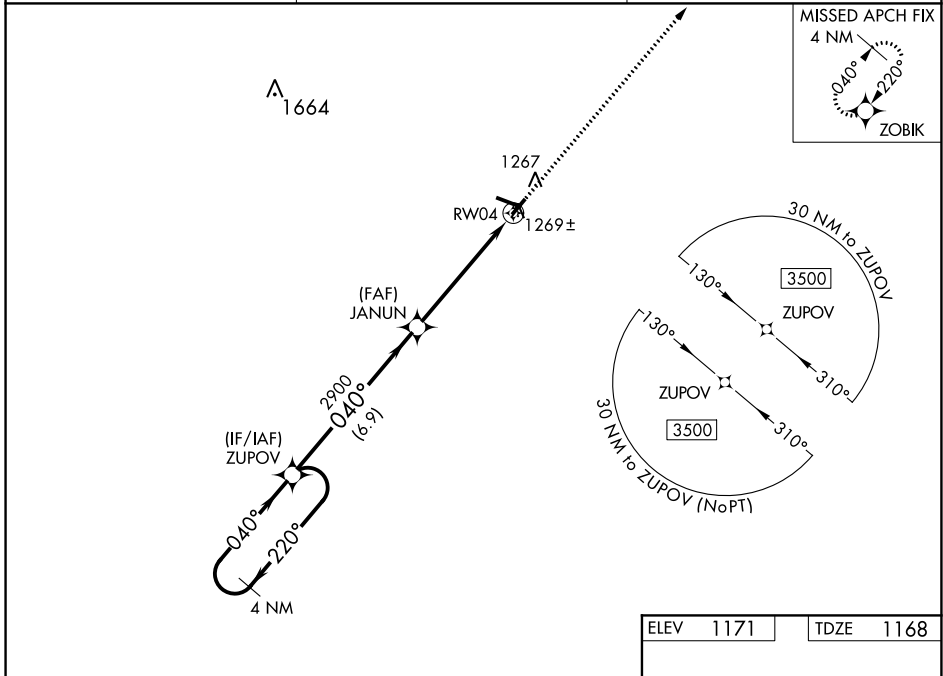 MISSED APCH FIX
4 NM
040°
220°
ZOBIK
1664
1267
RW04
1269±
30 NM to ZUPOV
130°
3500
ZUPOV
310°
(FAF)
JANUN
130°
ZUPOV
3500
310°
30 NM to ZUPOV (NoPT)
2900
040°
(6.9)
(IF/IAF)
ZUPOV
040°
220°
4 NM
ELEV 1171
TDZE 1168